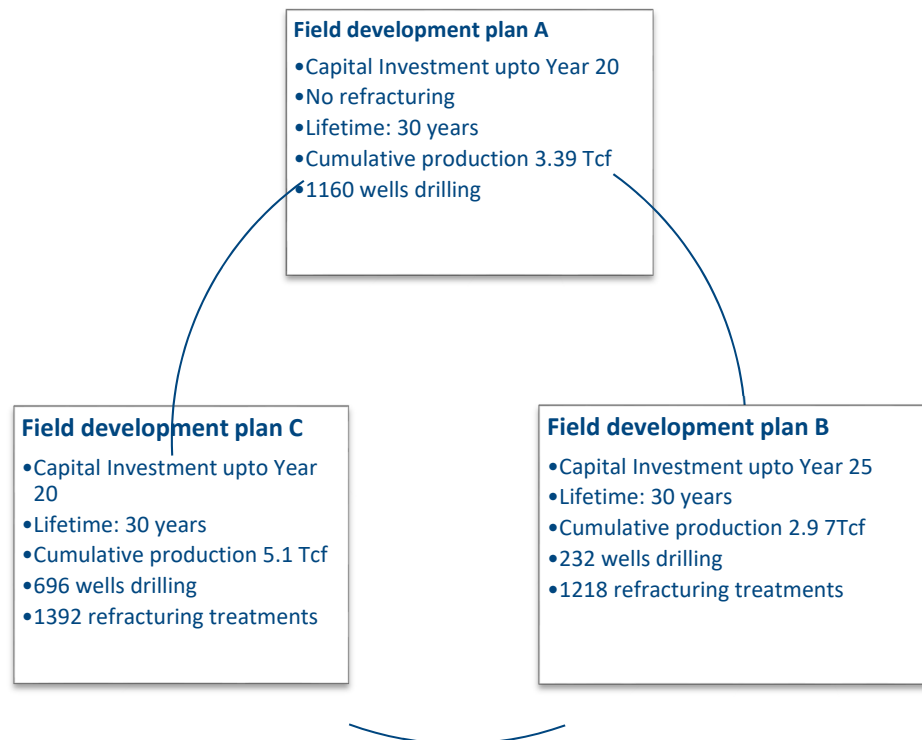 Field development plan A
•Capital Investment upto Year 20
•No refracturing
•Lifetime: 30 years
•Cumulative production 3.39 Tcf
•1160 wells drilling
Field development plan C
•Capital Investment upto Year
20
•Lifetime: 30 years
•Cumulative production 5.1 Tcf
•696 wells drilling
•1392 refracturing treatments
Field development plan B
•Capital Investment upto Year 25
•Lifetime: 30 years
•Cumulative production 2.9 7Tcf
•232 wells drilling
•1218 refracturing treatments